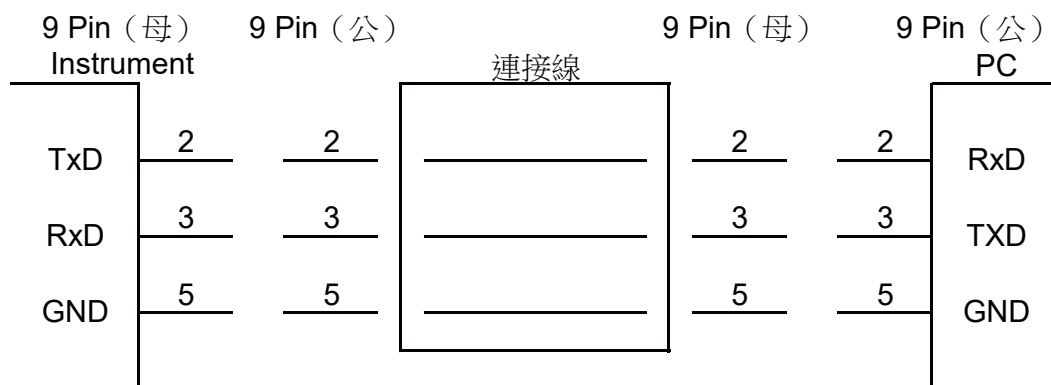 9 Pin（母） 9 Pin（公） 9 Pin（母） 9 Pin（公）
Instrument 連接線 PC
TxD 2 2 2 2 RxD
RxD 3 3 3 3 TXD
GND 5 5 5 5 GND